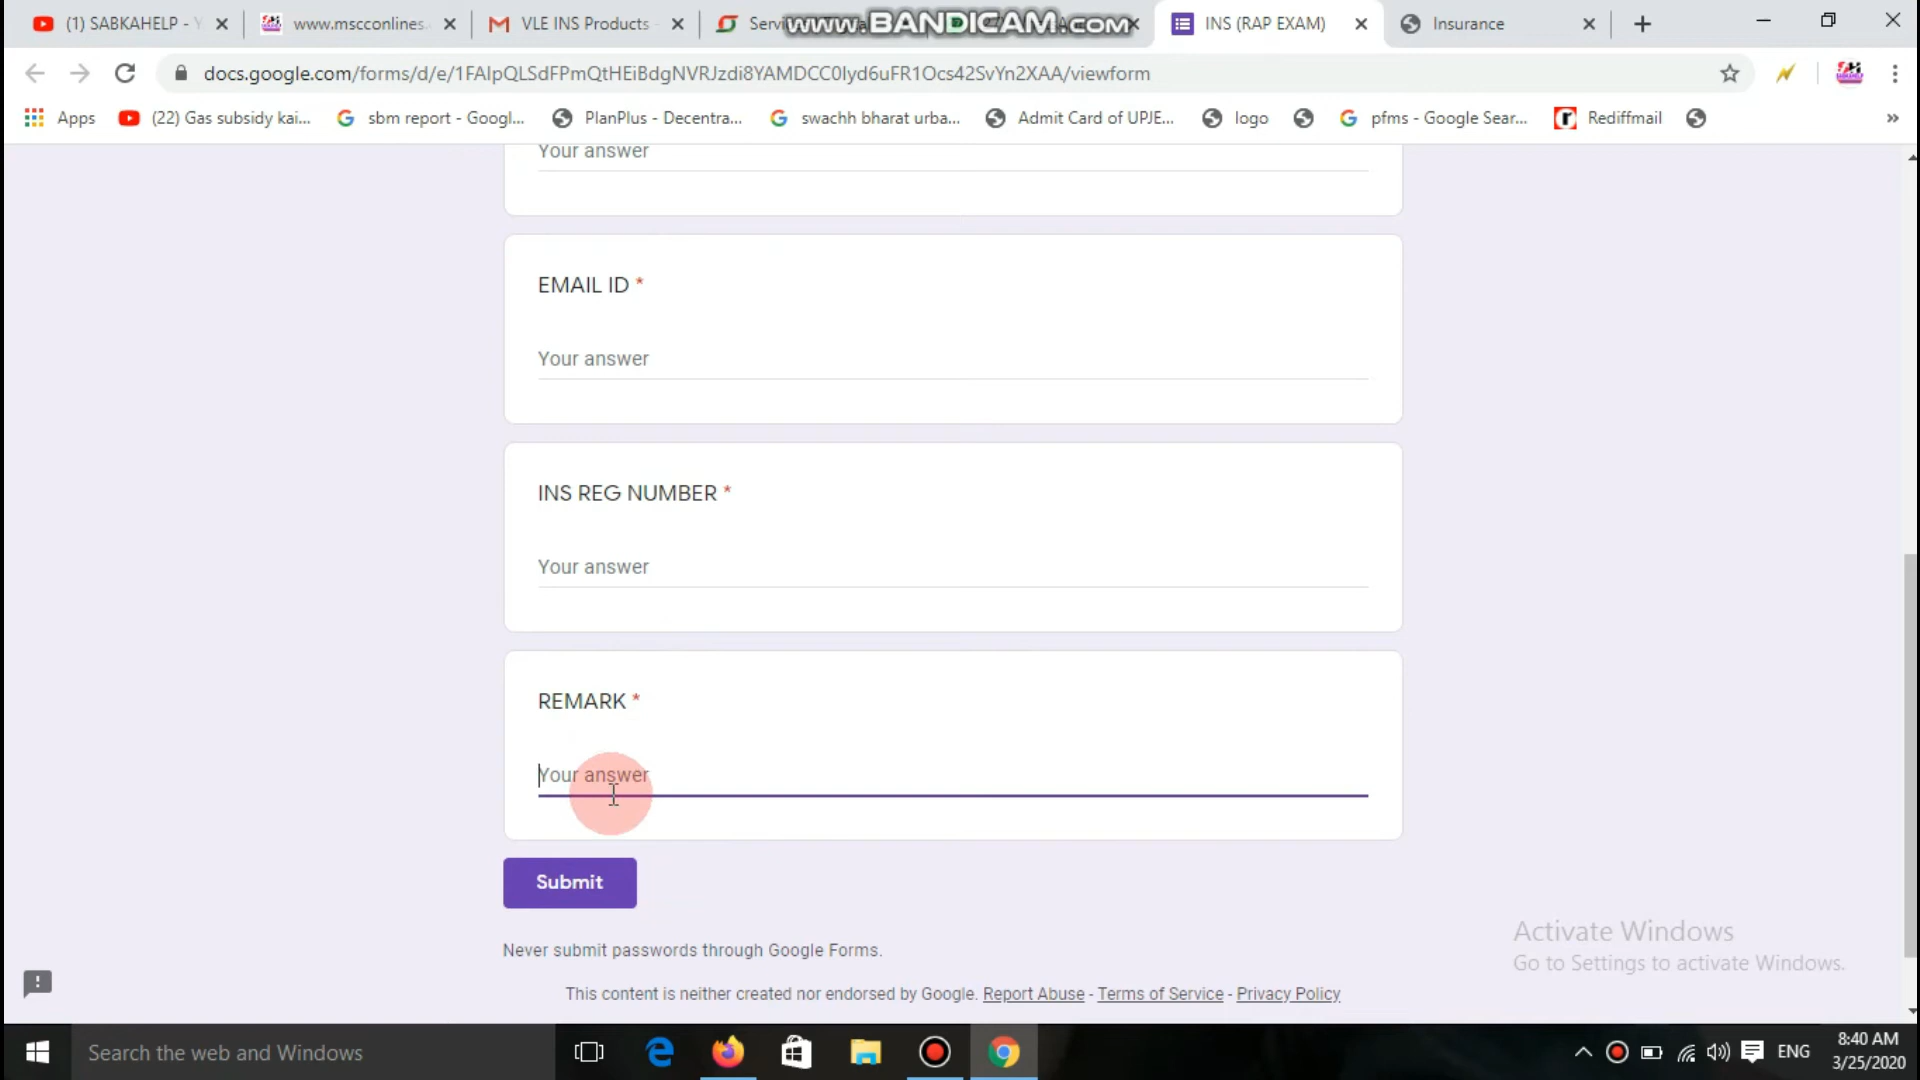 (1) SABKAHELP - Y
www.mscconlines.
VLE INS Products -
www.BANDICAM.com
INS (RAP EXAM)
Insurance
docs.google.com/forms/d/e/1FAIpQLSdFPmQtHEiBdgNVRJzdi8YAMDCC0Iyd6uFR1Ocs42SvYn2XAA/viewform
Apps
(22) Gas subsidy kai...
sbm report - Googl...
PlanPlus - Decentra...
swachh bharat urba...
Admit Card of UPJE...
logo
pfms - Google Sear...
Rediffmail
»
Your answer
EMAIL ID *
Your answer
INS REG NUMBER *
Your answer
REMARK *
Your answer
Submit
Never submit passwords through Google Forms.
This content is neither created nor endorsed by Google. Report Abuse - Terms of Service - Privacy Policy
Activate Windows
Go to Settings to activate Windows.
Search the web and Windows
ENG
8:40 AM
3/25/2020